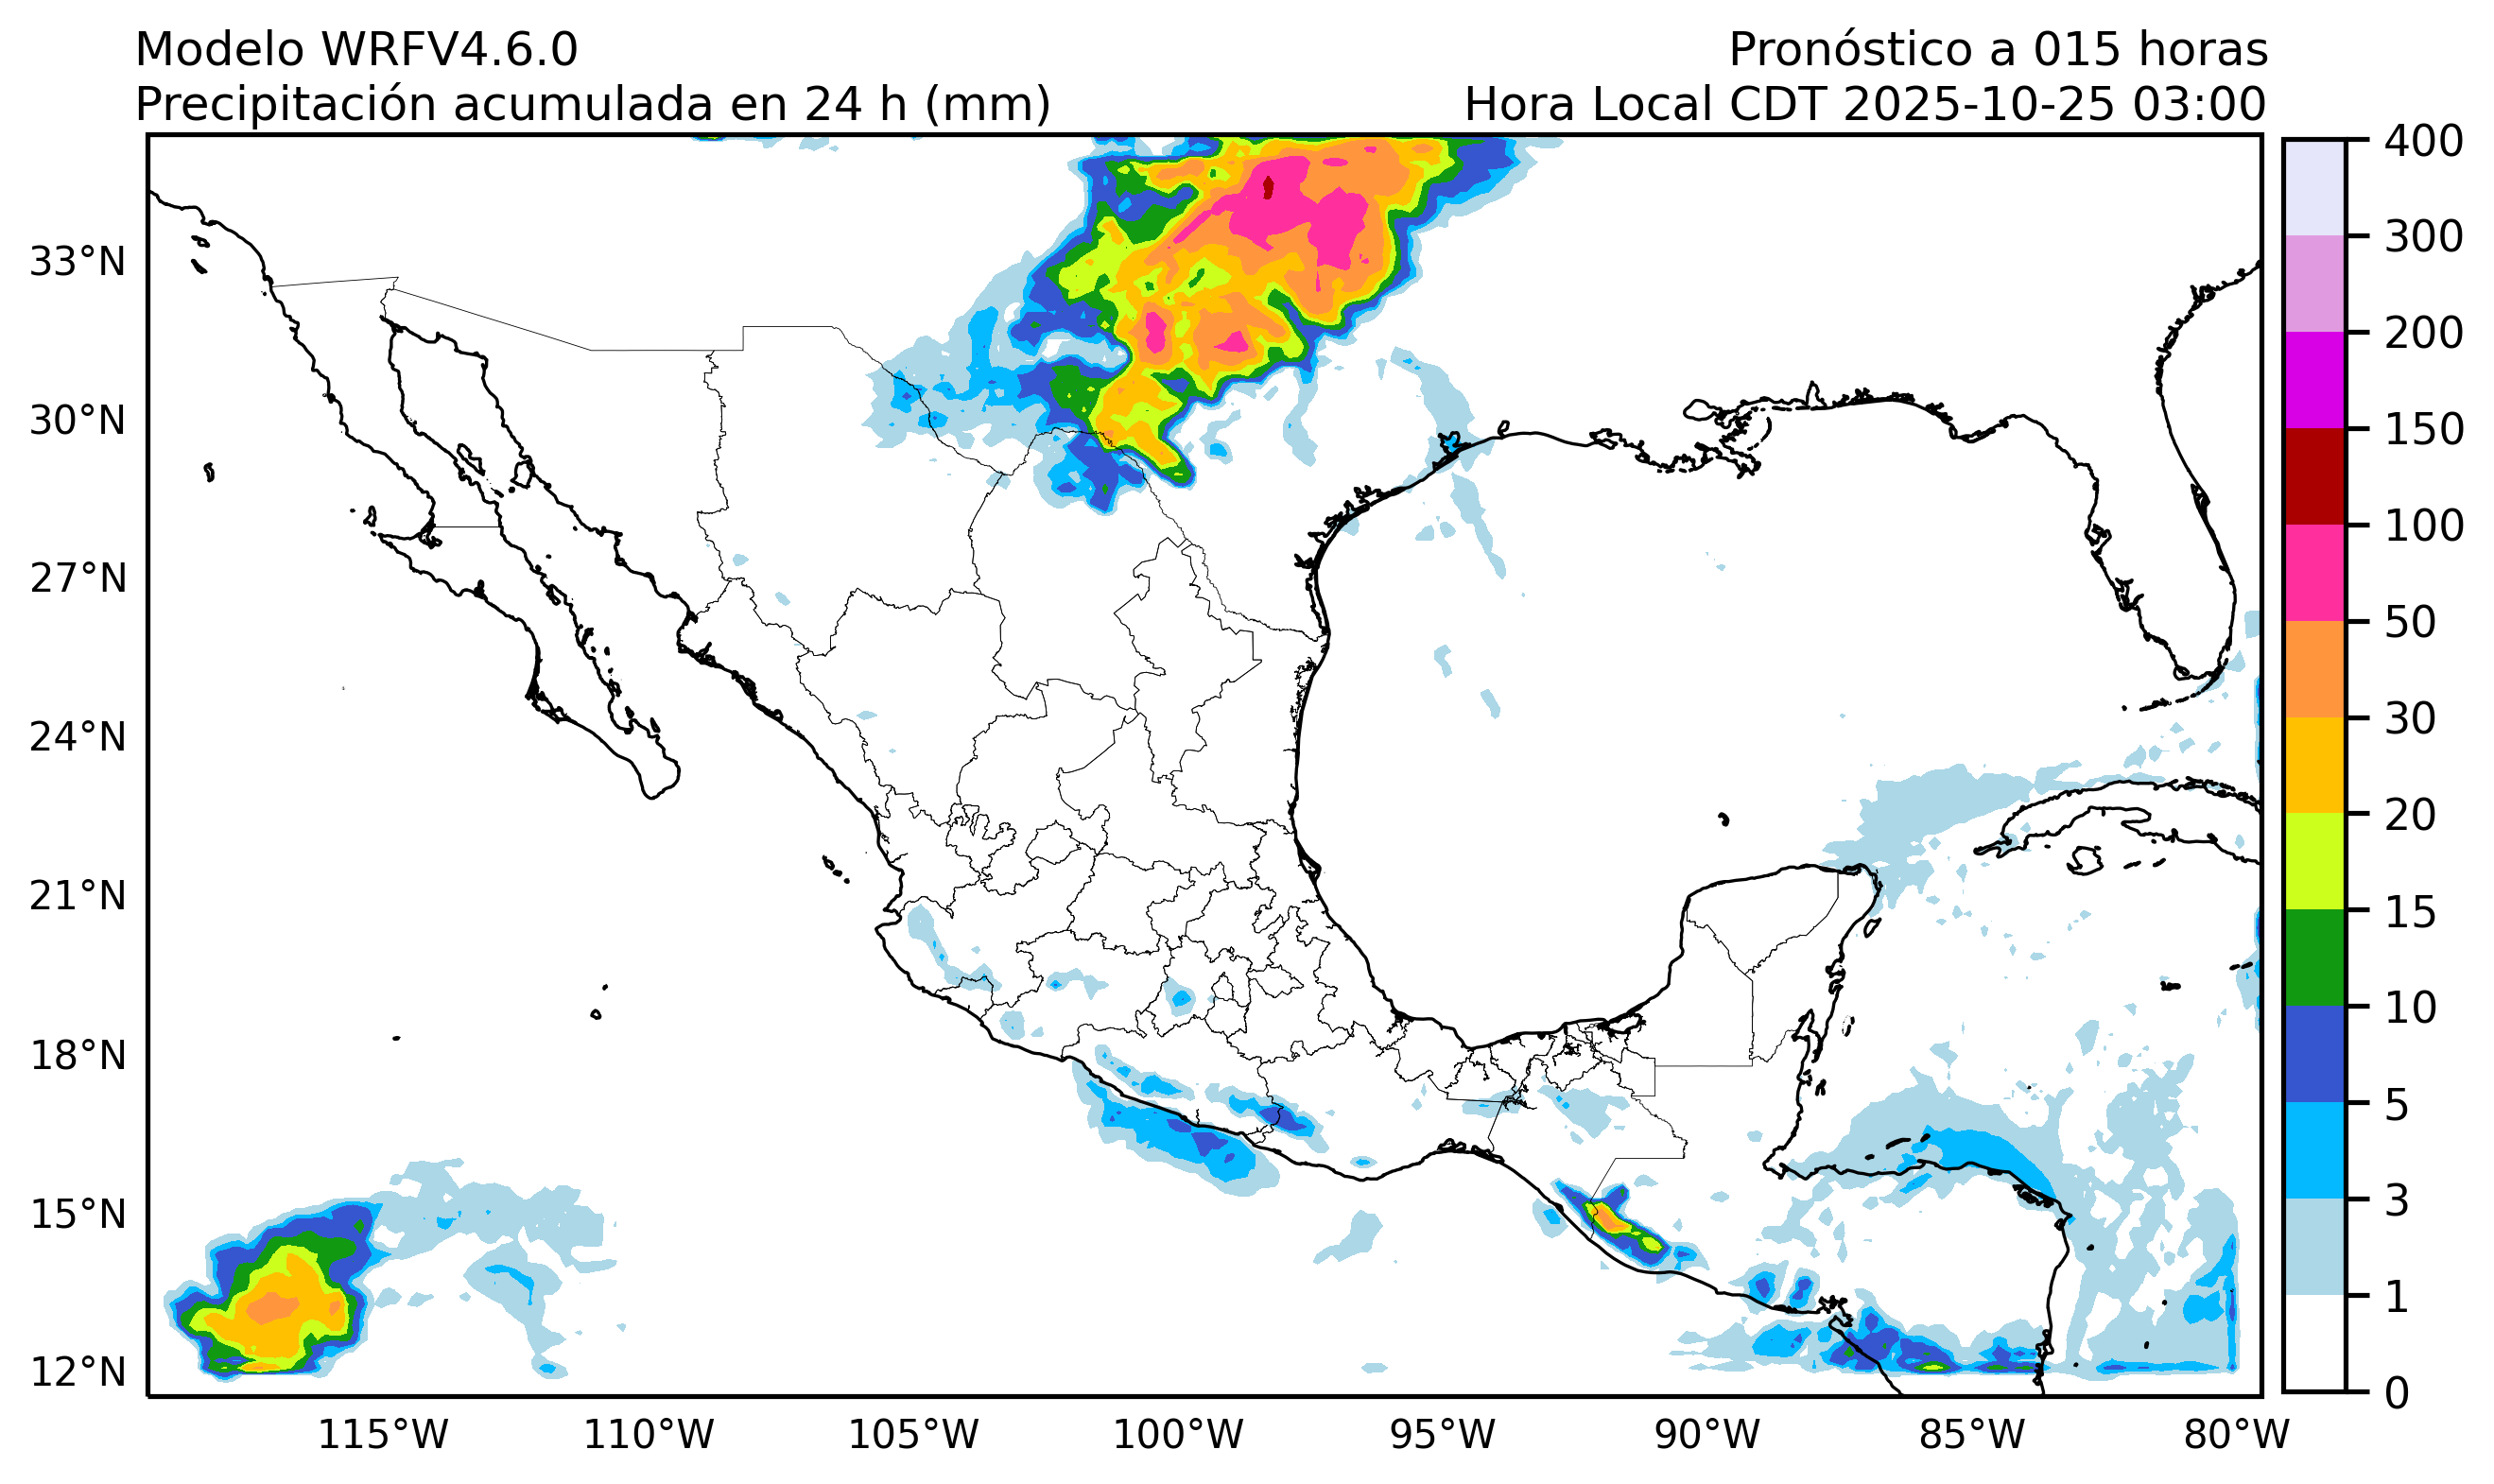 Modelo WRFV4.6.0
Pronóstico a 015 horas
Precipitación acumulada en 24 h (mm)
Hora Local CDT 2025-10-25 03:00
33°N
30°N
27°N
24°N
21°N
18°N
15°N
12°N
115°W
110°W
105°W
100°W
95°W
90°W
85°W
80°W
400
300
200
150
100
50
30
20
15
10
5
3
1
0